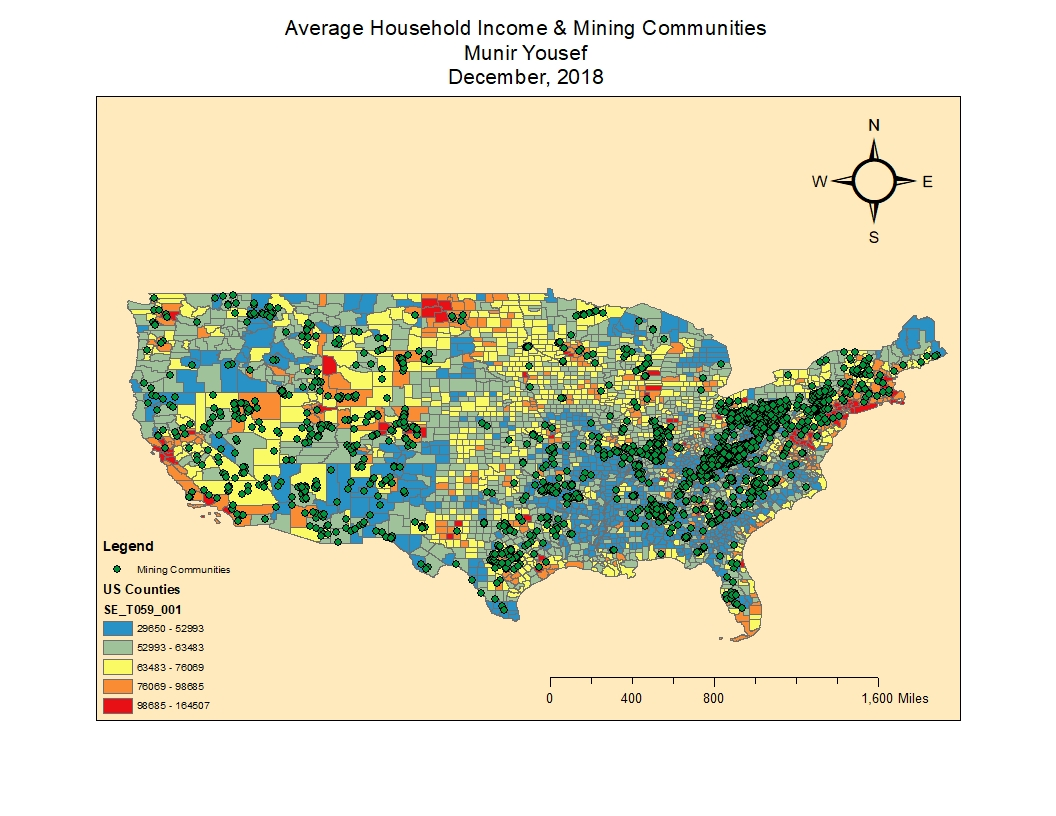 Average Household Income & Mining Communities
Munir Yousef
December, 2018
N
W E
S
Legend
Mining Communities
US Counties
SE_T059_001
29650 - 52993
52993 - 63483
63483 - 76069
76069 - 98685
98685 - 164507
0 400 800 1,600 Miles